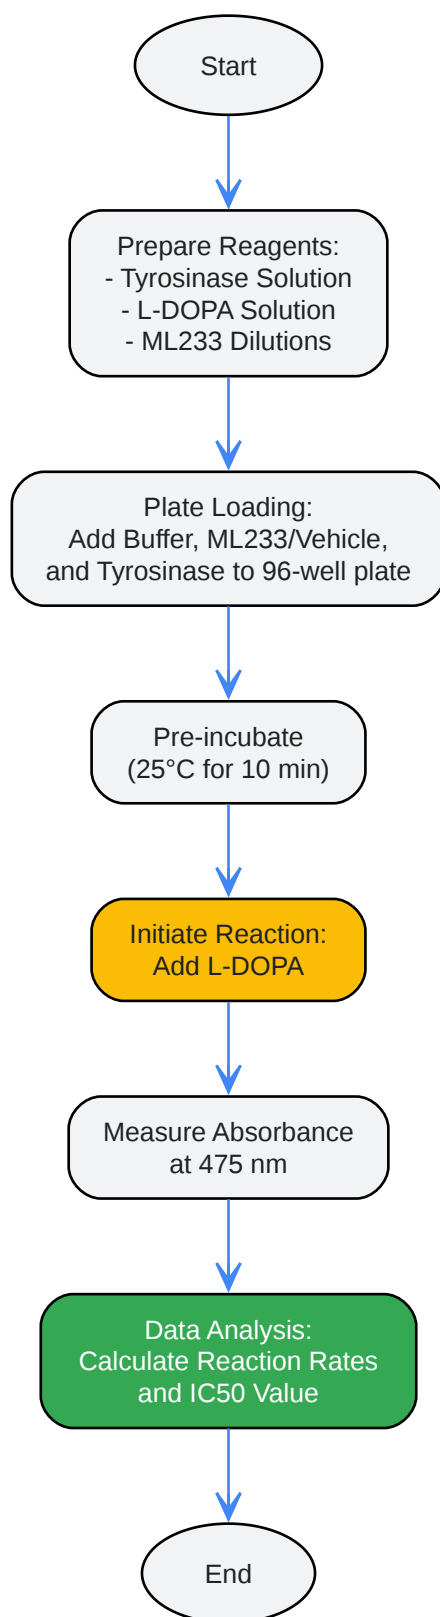 Start
Prepare Reagents:
- Tyrosinase Solution
- L-DOPA Solution
- ML233 Dilutions
Plate Loading:
Add Buffer, ML233/Vehicle,
and Tyrosinase to 96-well plate
Pre-incubate
(25°C for 10 min)
Initiate Reaction:
Add L-DOPA
Measure Absorbance
at 475 nm
Data Analysis:
Calculate Reaction Rates
and IC50 Value
End